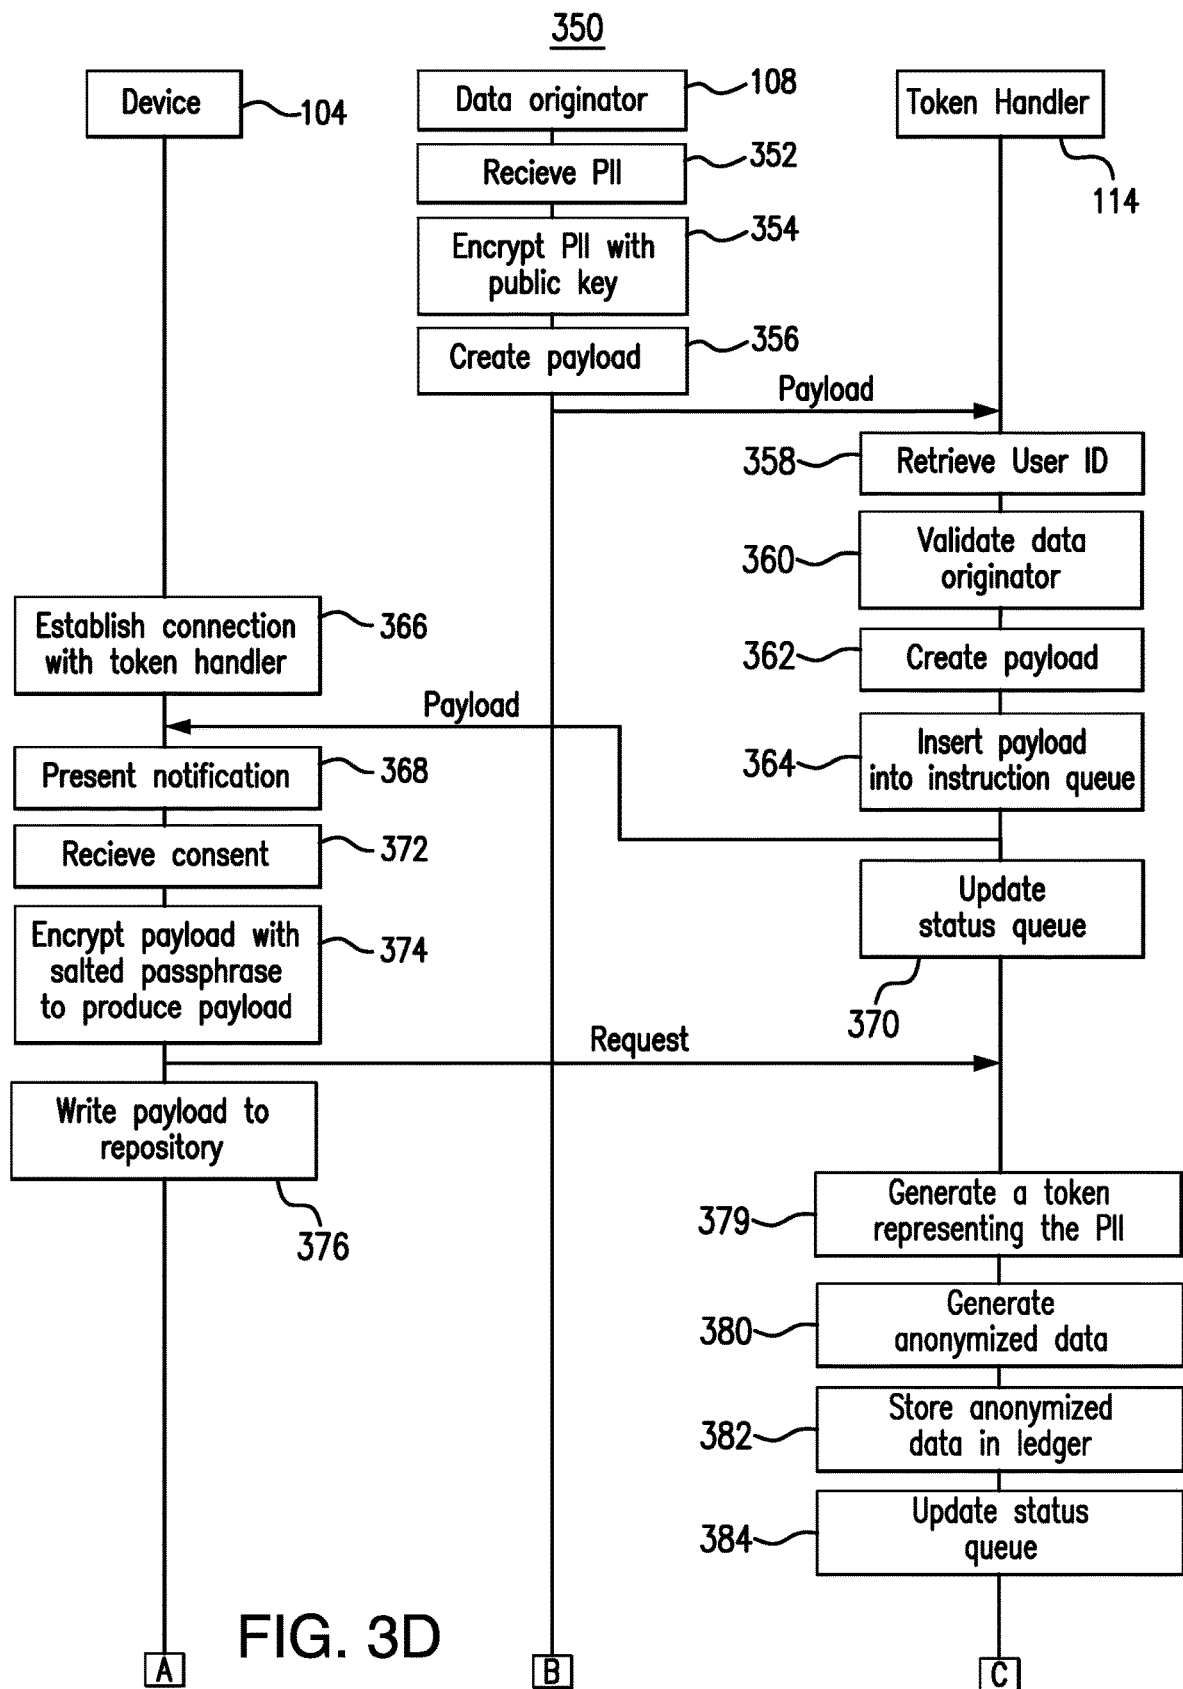 350
Device
104
Data originator
108
Token Handler
114
Recieve PII
352
Encrypt PII with
public key
354
Create payload
356
Payload
358
Retrieve User ID
360
Validate data
originator
Establish connection
with token handler
366
362
Create payload
Payload
364
Insert payload
into instruction queue
Present notification
368
Recieve consent
372
Update
status queue
370
Encrypt payload with
salted passphrase
to produce payload
374
Request
Write payload to
repository
376
379
Generate a token
representing the PII
380
Generate
anonymized data
382
Store anonymized
data in ledger
384
Update status
queue
FIG. 3D
A
B
C